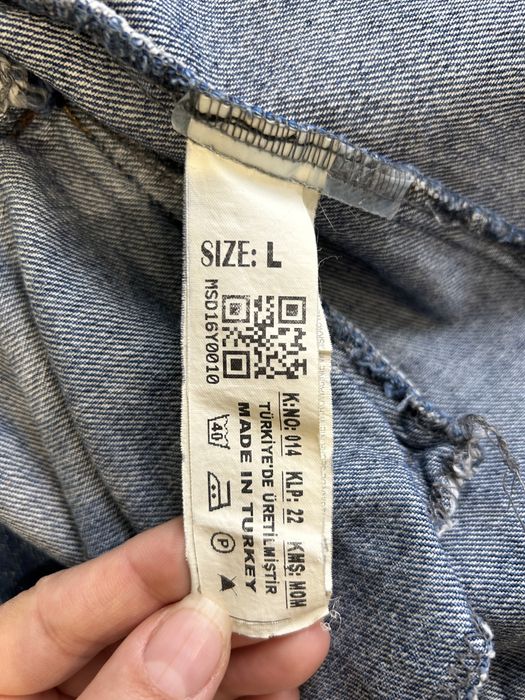 SIZE: L
MSD16Y0010
K.NO: 014 KLP: 22 KMŞ: MOM
TÜRKİYE'DE ÜRETİLMİŞTİR
MADE IN TURKEY
40
P